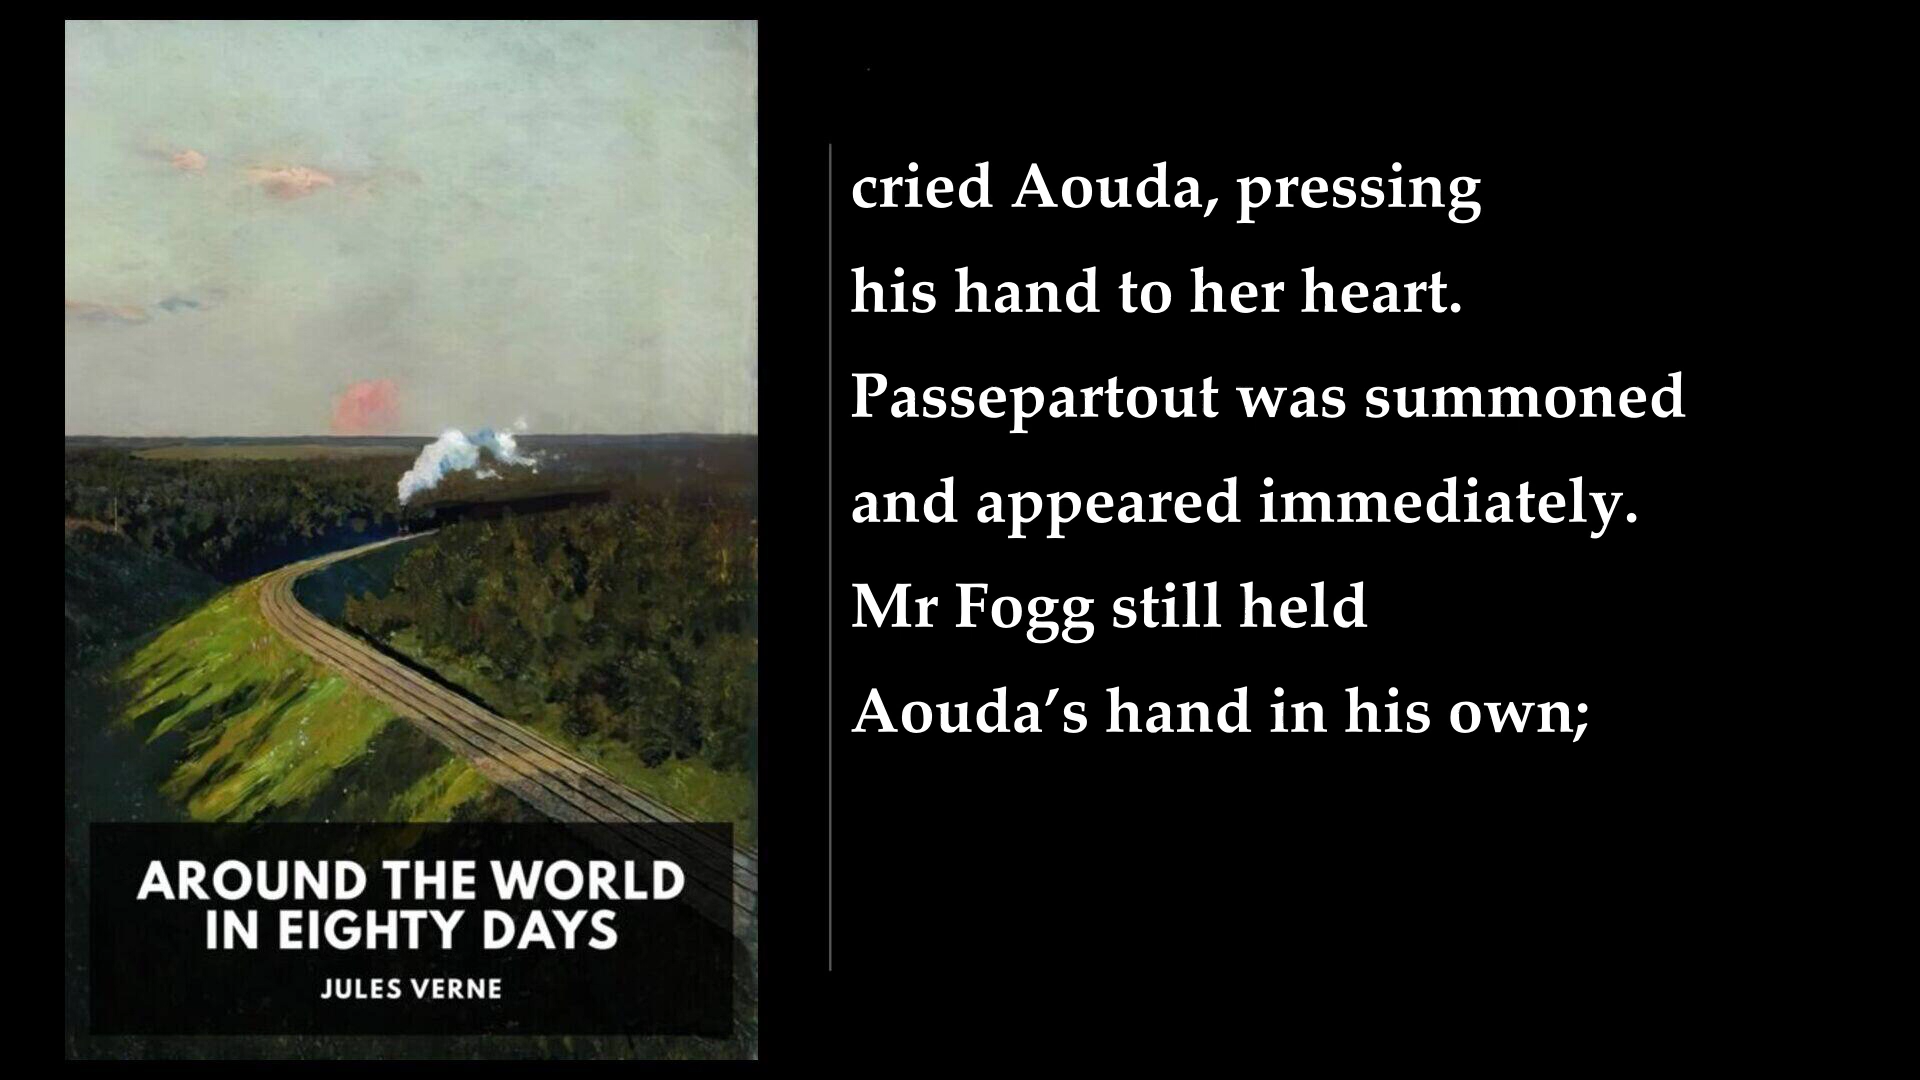 cried Aouda, pressing
his hand to her heart.
Passepartout was summoned
and appeared immediately.
Mr Fogg still held
Aouda’s hand in his own;
AROUND THE WORLD
IN EIGHTY DAYS
JULES VERNE